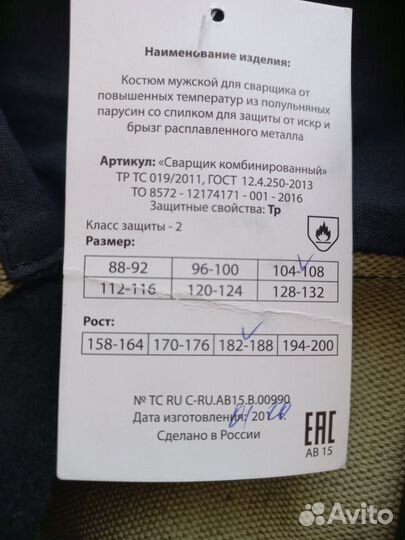 Наименование изделия:
Костюм мужской для сварщика от
повышенных температур из полульняных
парусин со спилком для защиты от искр и
брызг расплавленного металла
Артикул: «Сварщик комбинированный»
ТР ТС 019/2011, ГОСТ 12.4.250-2013
ТО 8572 - 12174171 - 001 - 2016
Защитные свойства: Тр
Класс защиты - 2
Размер:
88-92 96-100 104-108
112-116 120-124 128-132
Рост:
158-164 170-176 182-188 194-200
№ ТС RU C-RU.АВ15.В.00990
Дата изготовления: 201 г.
Сделано в России
ЕАС
АВ 15
Avito